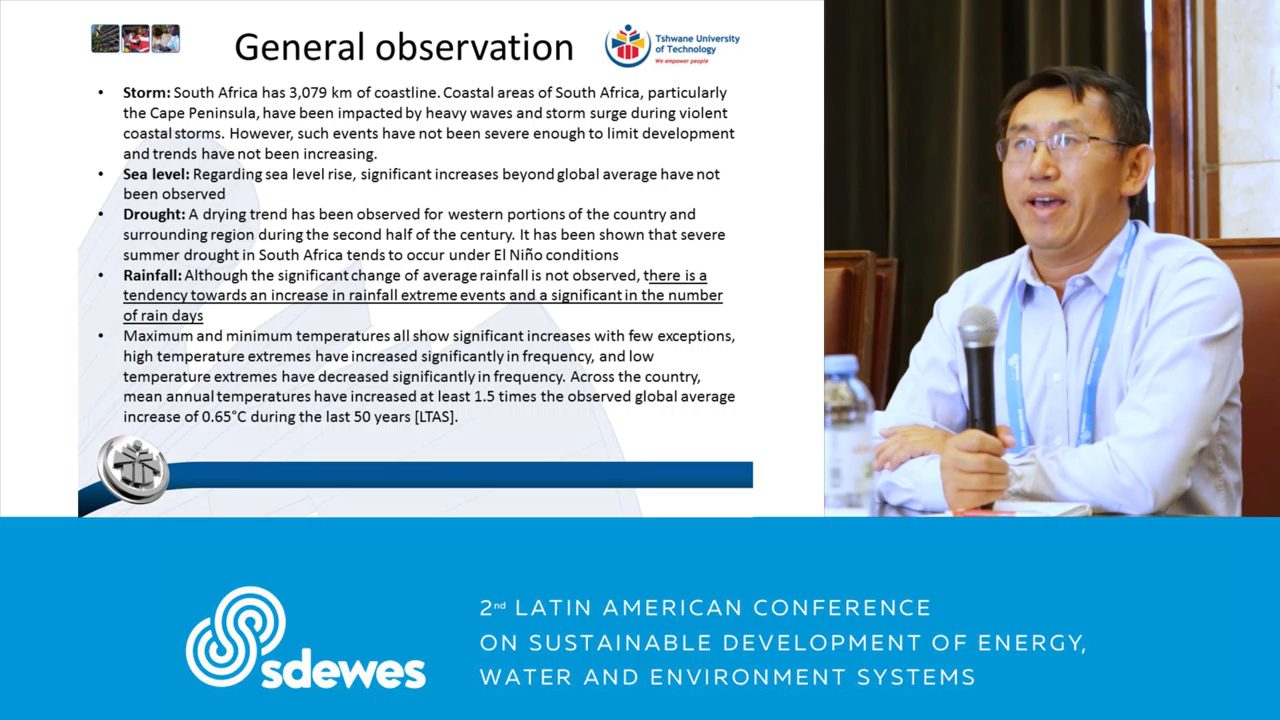 General observation
Tshwane University
of Technology
We empower people
• Storm: South Africa has 3,079 km of coastline. Coastal areas of South Africa, particularly
the Cape Peninsula, have been impacted by heavy waves and storm surge during violent
coastal storms. However, such events have not been severe enough to limit development
and trends have not been increasing.
• Sea level: Regarding sea level rise, significant increases beyond global average have not
been observed
• Drought: A drying trend has been observed for western portions of the country and
surrounding region during the second half of the century. It has been shown that severe
summer drought in South Africa tends to occur under El Niño conditions
• Rainfall: Although the significant change of average rainfall is not observed, there is a
tendency towards an increase in rainfall extreme events and a significant in the number
of rain days
• Maximum and minimum temperatures all show significant increases with few exceptions,
high temperature extremes have increased significantly in frequency, and low
temperature extremes have decreased significantly in frequency. Across the country,
mean annual temperatures have increased at least 1.5 times the observed global average
increase of 0.65°C during the last 50 years [LTAS].
sdewes
2nd LATIN AMERICAN CONFERENCE
ON SUSTAINABLE DEVELOPMENT OF ENERGY,
WATER AND ENVIRONMENT SYSTEMS